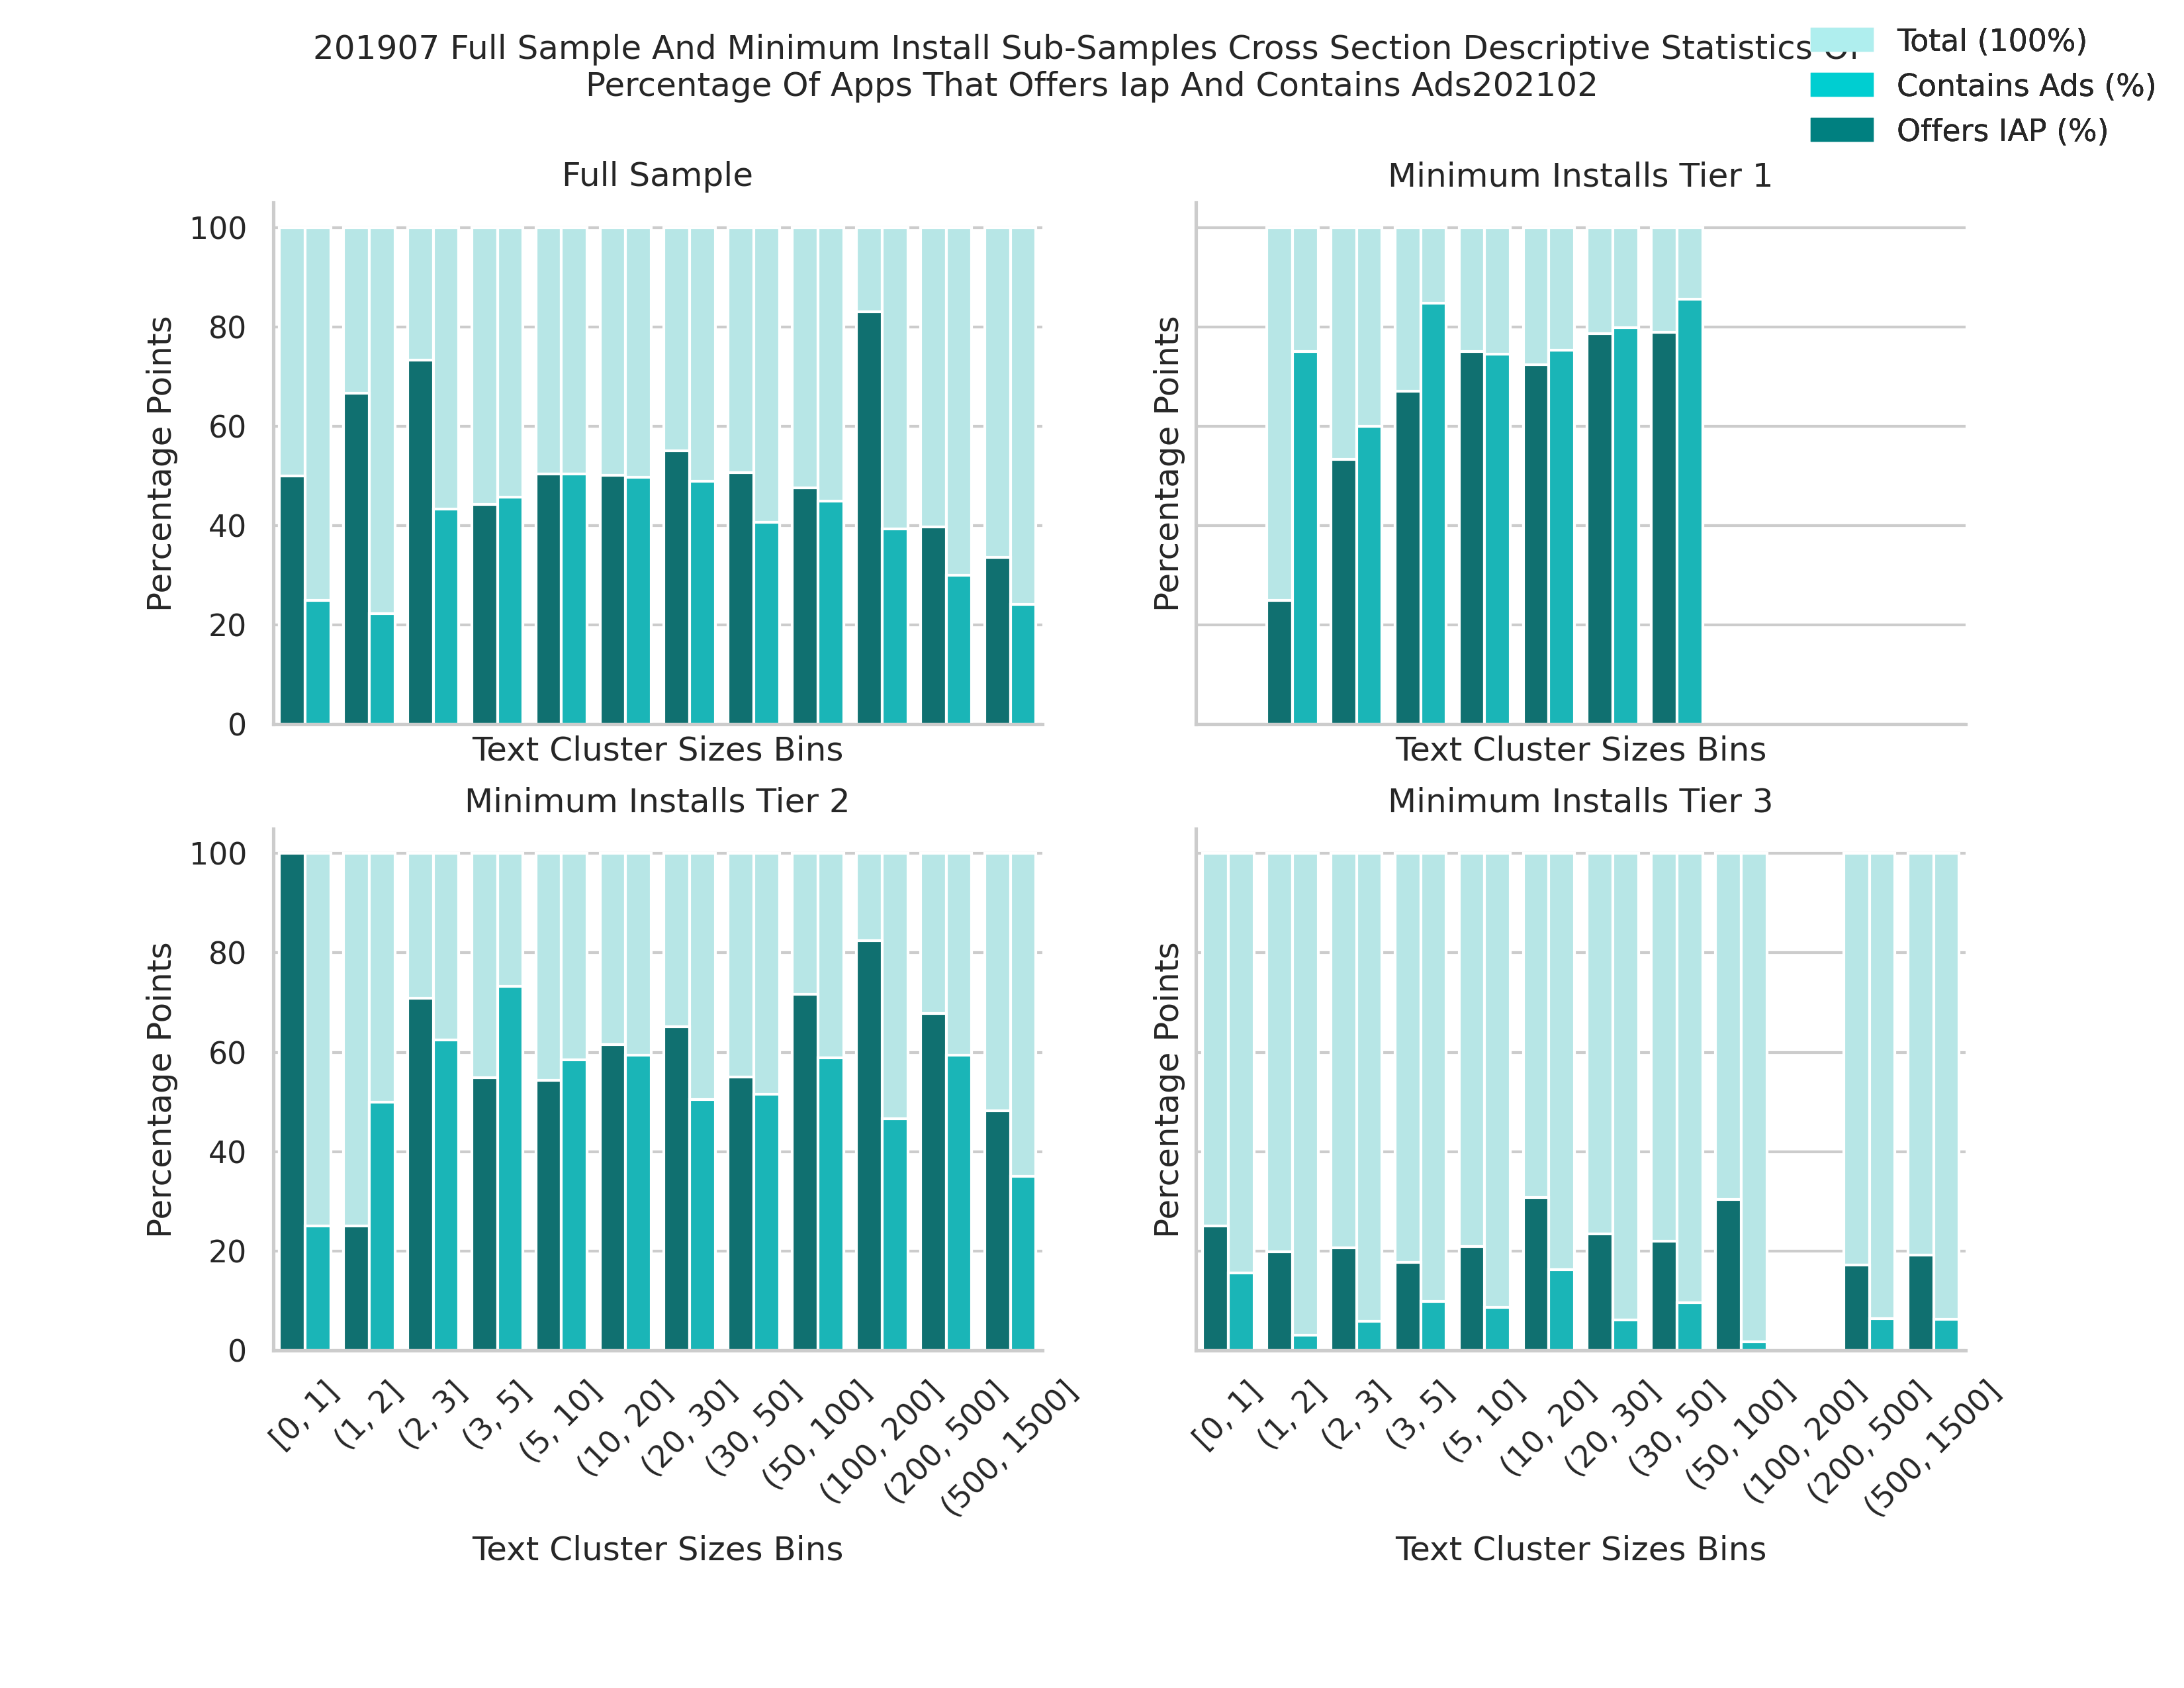 201907 Full Sample And Minimum Install Sub-Samples Cross Section Descriptive Statistics Of
Percentage Of Apps That Offers Iap And Contains Ads202102
Total (100%)
Contains Ads (%)
Offers IAP (%)
Full Sample
Percentage Points
100
80
60
40
20
0
Text Cluster Sizes Bins
Minimum Installs Tier 1
Percentage Points
Text Cluster Sizes Bins
Minimum Installs Tier 2
Percentage Points
100
80
60
40
20
0
[0, 1]
(1, 2]
(2, 3]
(3, 5]
(5, 10]
(10, 20]
(20, 30]
(30, 50]
(50, 100]
(100, 200]
(200, 500]
(500, 1500]
Text Cluster Sizes Bins
Minimum Installs Tier 3
Percentage Points
[0, 1]
(1, 2]
(2, 3]
(3, 5]
(5, 10]
(10, 20]
(20, 30]
(30, 50]
(50, 100]
(100, 200]
(200, 500]
(500, 1500]
Text Cluster Sizes Bins